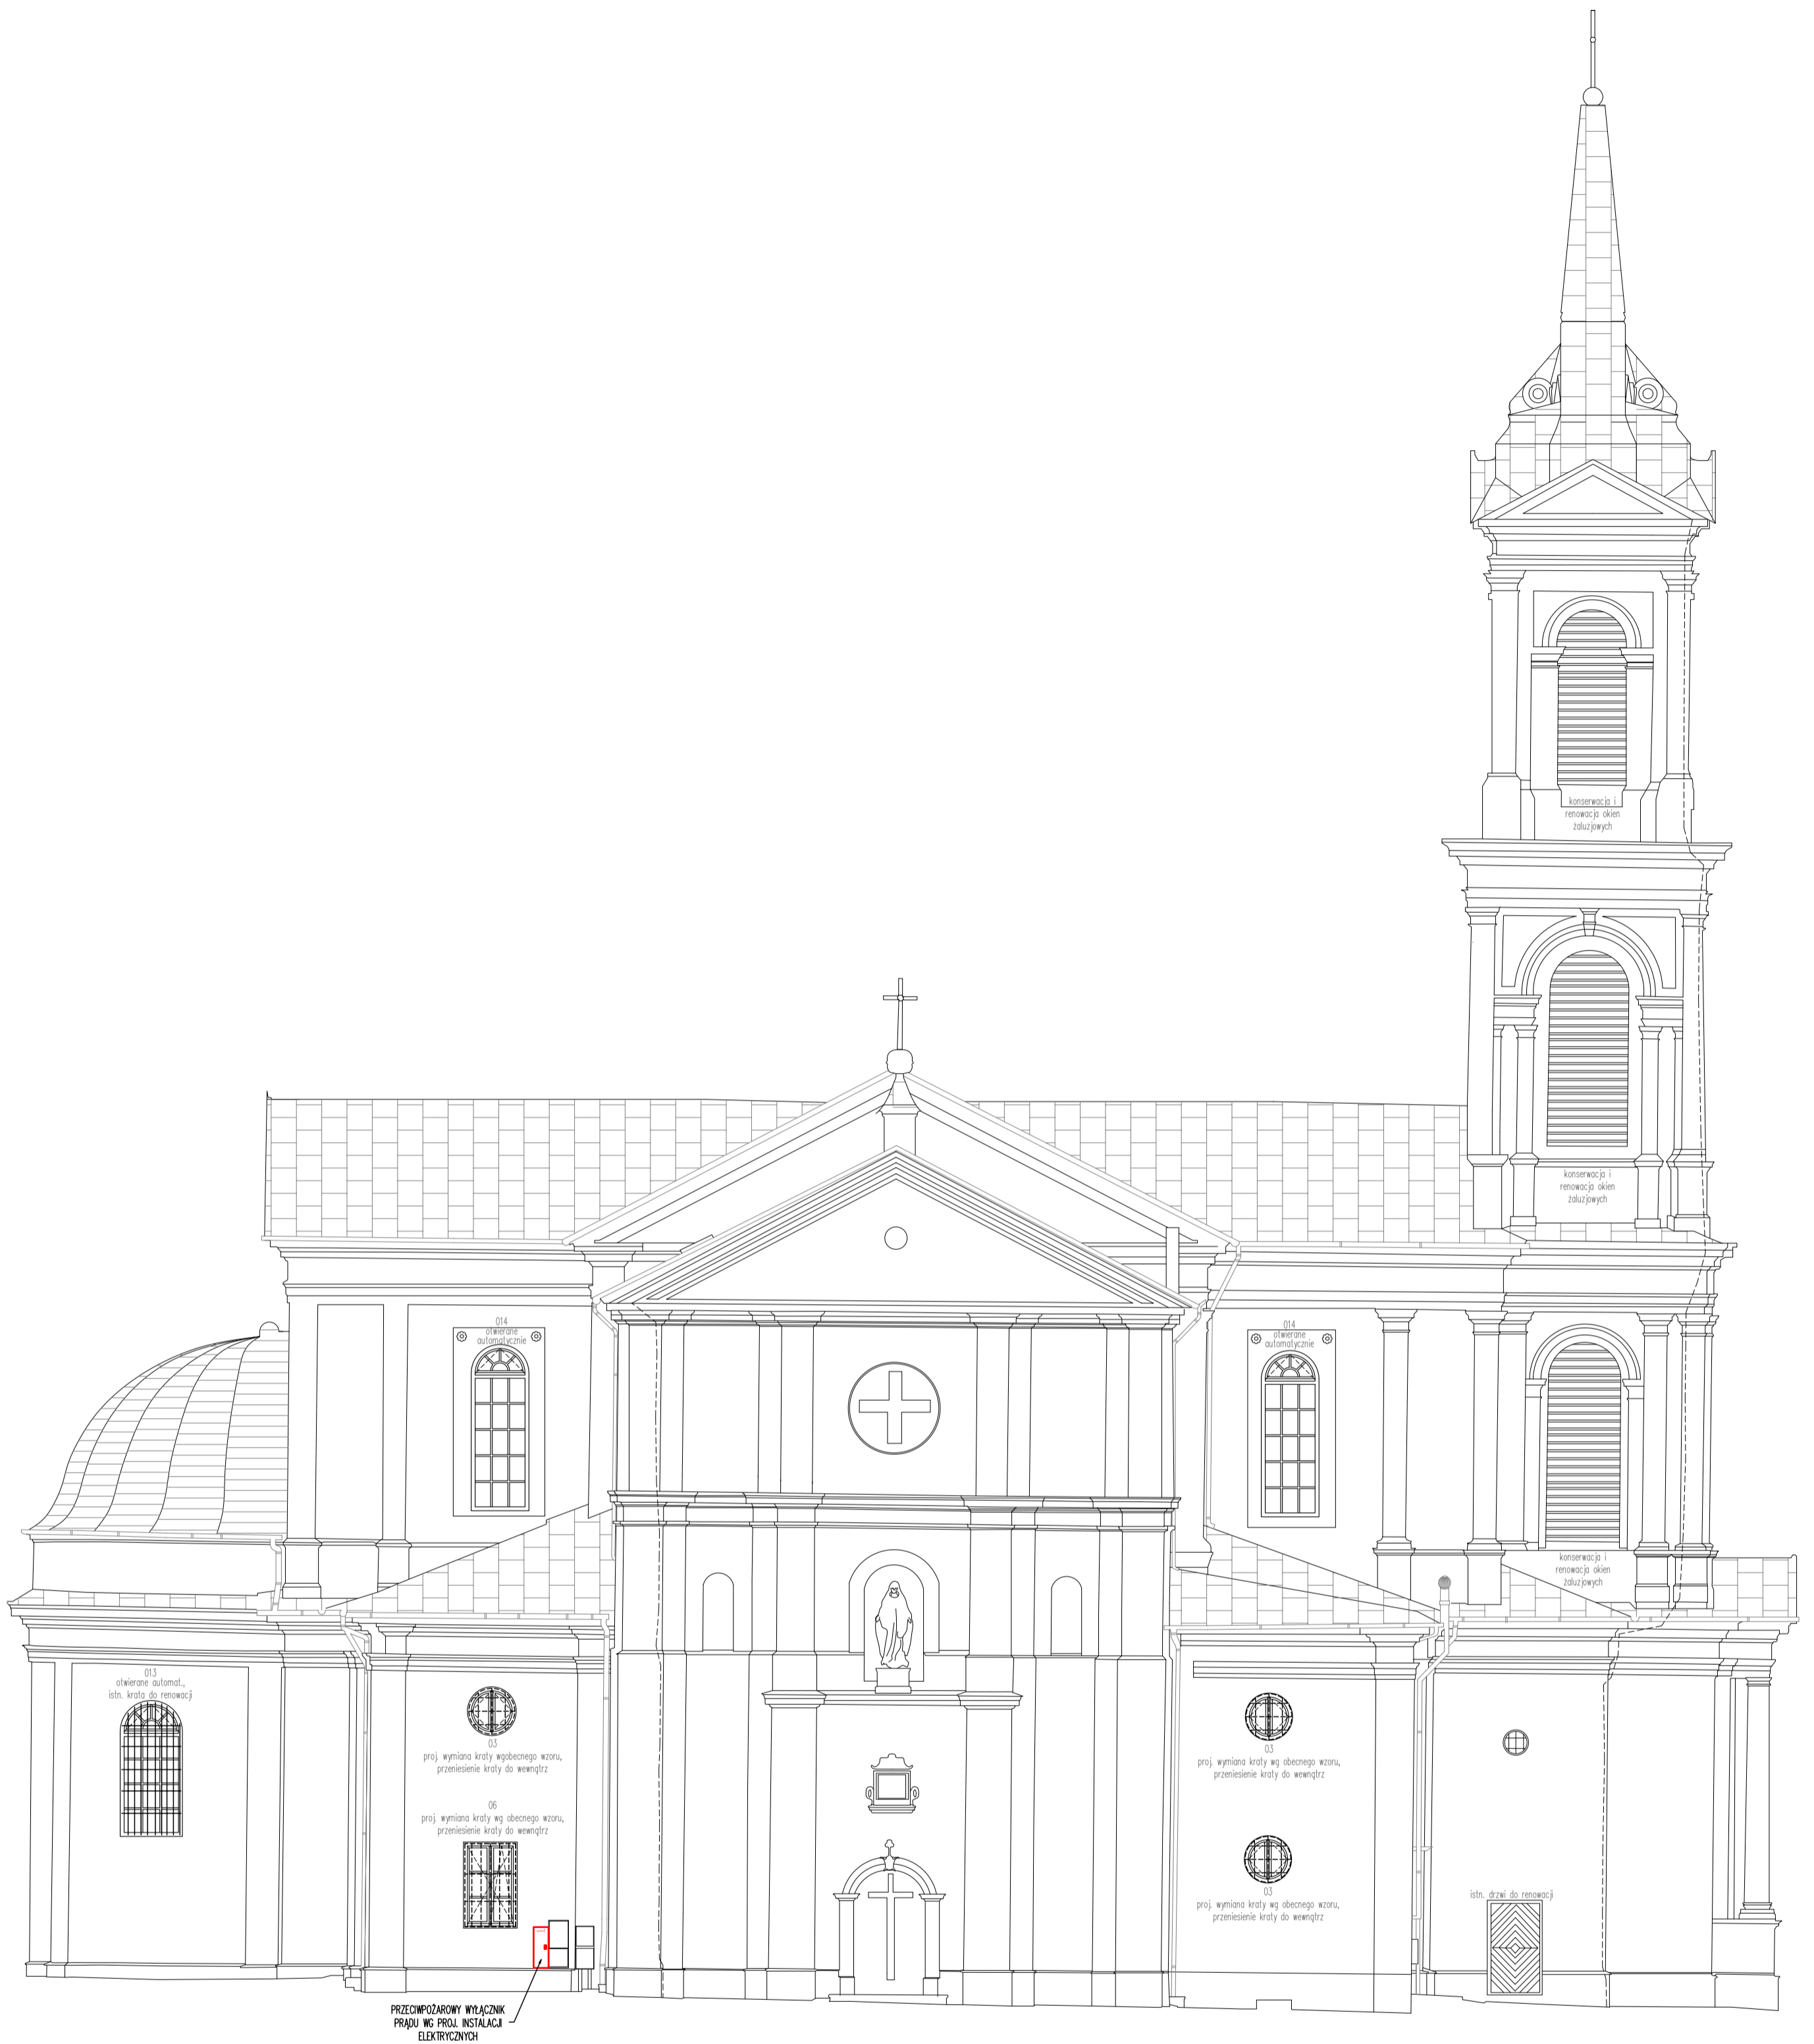 konserwacja i
renowacja okien
żaluzjowych
konserwacja i
renowacja okien
żaluzjowych
014
otwierane
automatycznie
014
otwierane
automatycznie
konserwacja i
renowacja okien
żaluzjowych
013
otwierane automat.,
istn. krata do renowacji
03
proj. wymiana kraty wgobecnego wzoru,
przeniesienie kraty do wewnątrz
03
proj. wymiana kraty wg obecnego wzoru,
przeniesienie kraty do wewnątrz
06
proj. wymiana kraty wg obecnego wzoru,
przeniesienie kraty do wewnątrz
03
proj. wymiana kraty wg obecnego wzoru,
przeniesienie kraty do wewnątrz
istn. drzwi do renowacji
PRZECIWPOŻAROWY WYŁĄCZNIK
PRĄDU WG PROJ. INSTALACJI
ELEKTRYCZNYCH